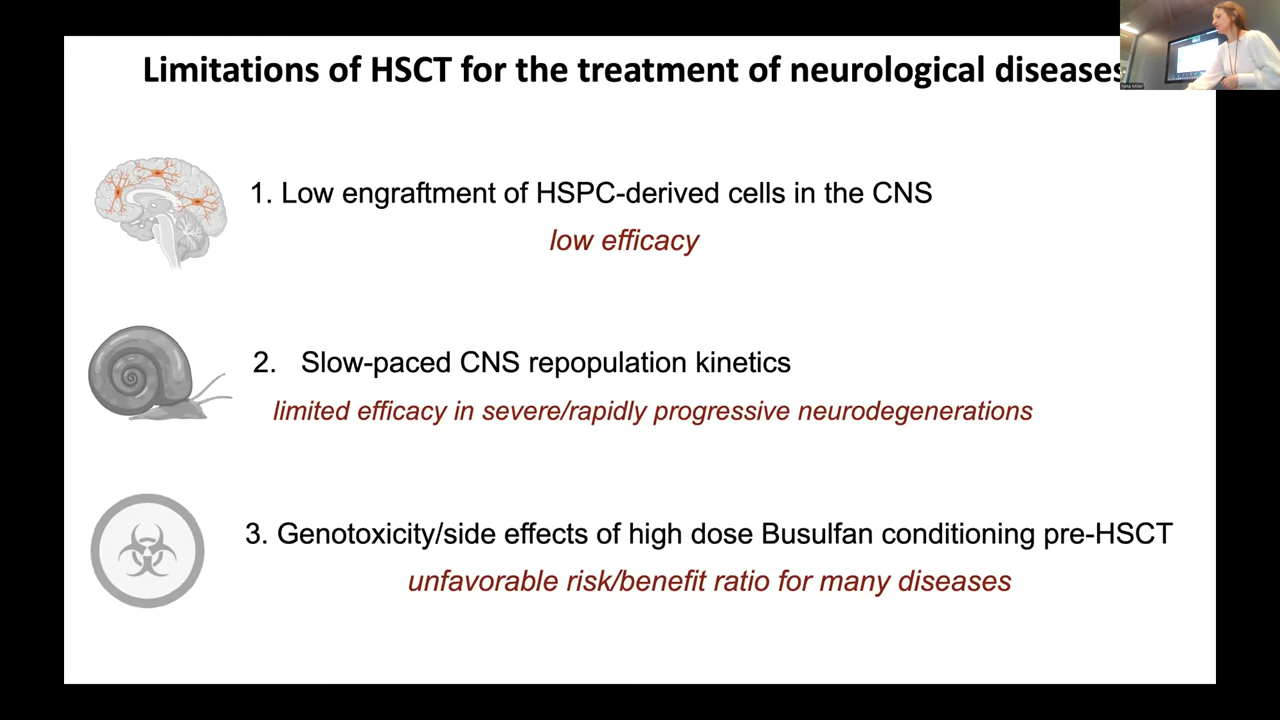 Limitations of HSCT for the treatment of neurological diseases
1. Low engraftment of HSPC-derived cells in the CNS
low efficacy
2. Slow-paced CNS repopulation kinetics
limited efficacy in severe/rapidly progressive neurodegenerations
3. Genotoxicity/side effects of high dose Busulfan conditioning pre-HSCT
unfavorable risk/benefit ratio for many diseases